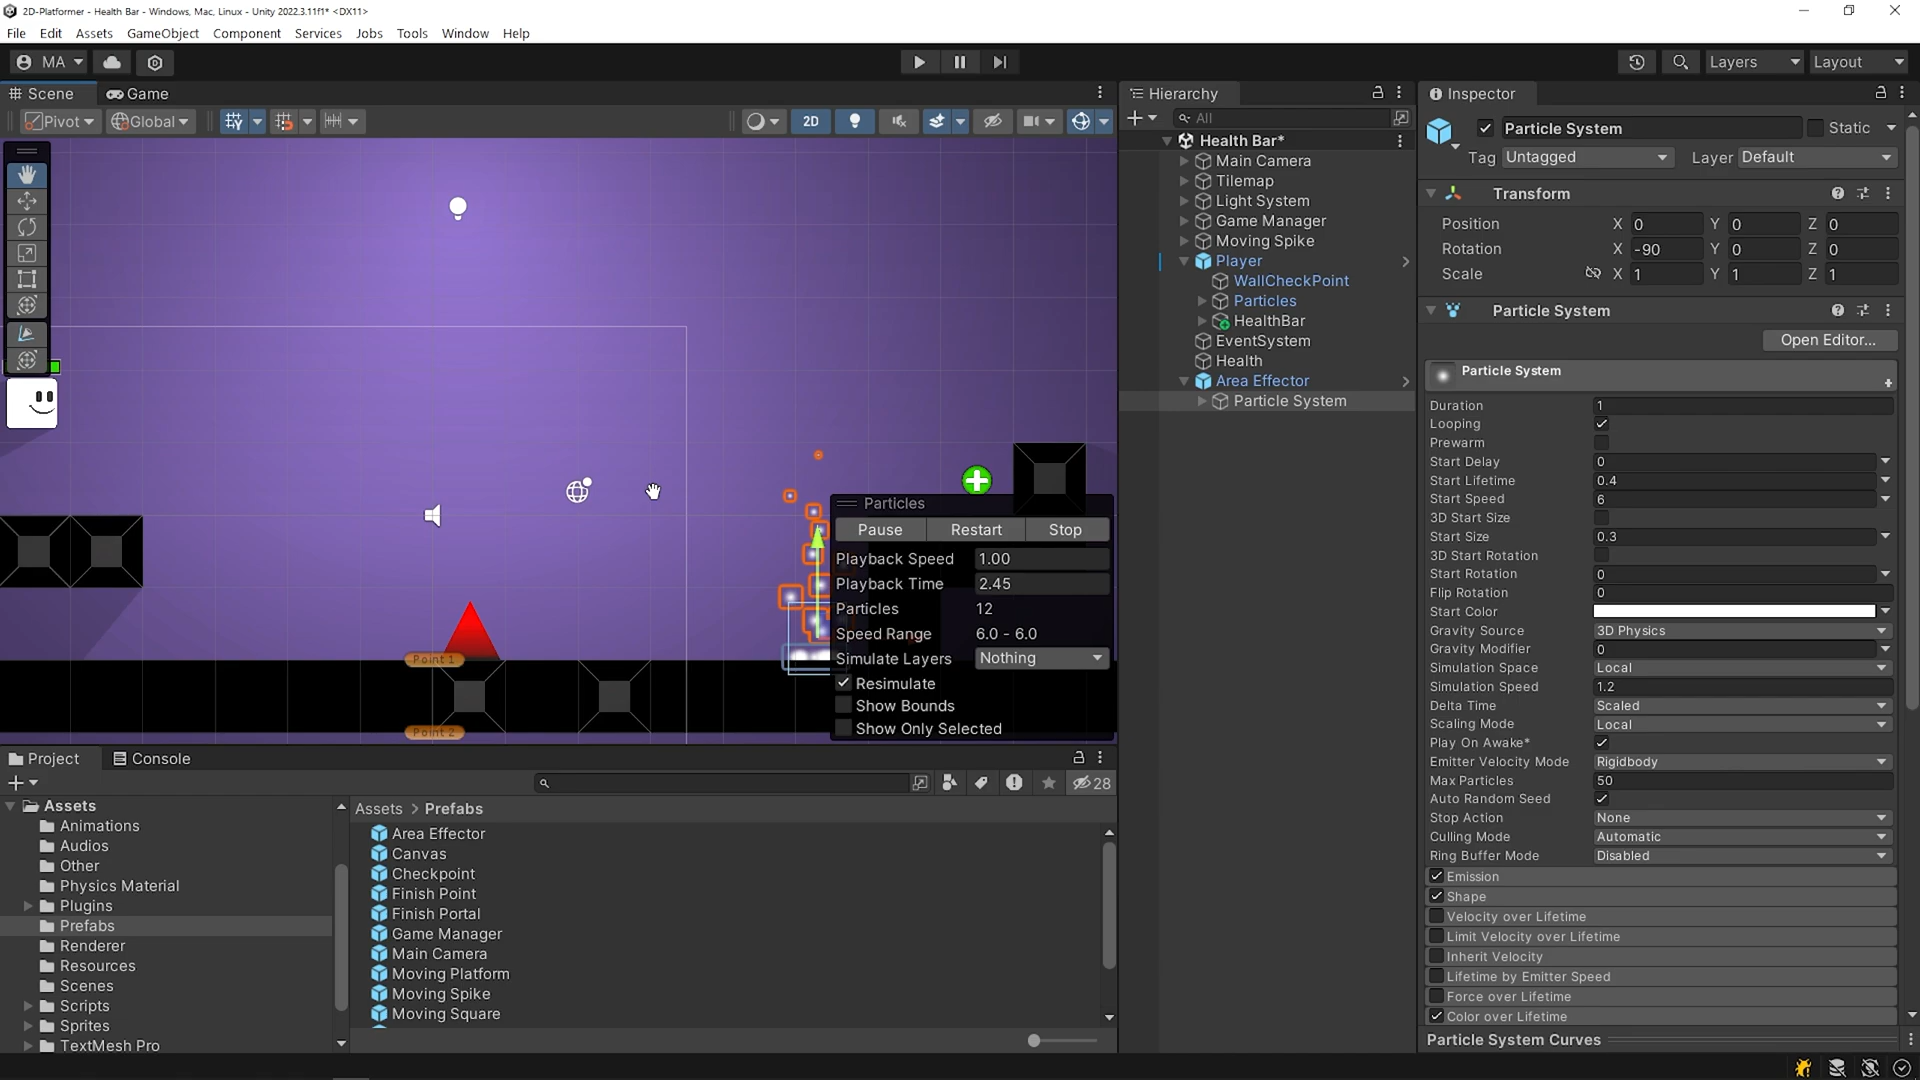 2D-Platformer - Health Bar - Windows, Mac, Linux - Unity 2022.3.11f1* <DX11>
File Edit Assets GameObject Component Services Jobs Tools Window Help
MA Layers Layout
Scene Game
Pivot Global 2D
Point 1
Point 2
Particles
Pause Restart Stop
Playback Speed 1.00
Playback Time 2.45
Particles 12
Speed Range 6.0 - 6.0
Simulate Layers Nothing
Resimulate
Show Bounds
Show Only Selected
Hierarchy
All
Health Bar*
Main Camera
Tilemap
Light System
Game Manager
Moving Spike
Player
WallCheckPoint
Particles
HealthBar
EventSystem
Health
Area Effector
Particle System
Inspector
Particle System Static
Tag Untagged Layer Default
Transform
Position X 0 Y 0 Z 0
Rotation X -90 Y 0 Z 0
Scale X 1 Y 1 Z 1
Particle System
Open Editor...
Particle System
Duration 1
Looping
Prewarm
Start Delay 0
Start Lifetime 0.4
Start Speed 6
3D Start Size
Start Size 0.3
3D Start Rotation
Start Rotation 0
Flip Rotation 0
Start Color
Gravity Source 3D Physics
Gravity Modifier 0
Simulation Space Local
Simulation Speed 1.2
Delta Time Scaled
Scaling Mode Local
Play On Awake*
Emitter Velocity Mode Rigidbody
Max Particles 50
Auto Random Seed
Stop Action None
Culling Mode Automatic
Ring Buffer Mode Disabled
Emission
Shape
Velocity over Lifetime
Limit Velocity over Lifetime
Inherit Velocity
Lifetime by Emitter Speed
Force over Lifetime
Color over Lifetime
Particle System Curves
Project Console
28
Assets
Animations
Audios
Other
Physics Material
Plugins
Prefabs
Renderer
Resources
Scenes
Scripts
Sprites
TextMesh Pro
Assets > Prefabs
Area Effector
Canvas
Checkpoint
Finish Point
Finish Portal
Game Manager
Main Camera
Moving Platform
Moving Spike
Moving Square